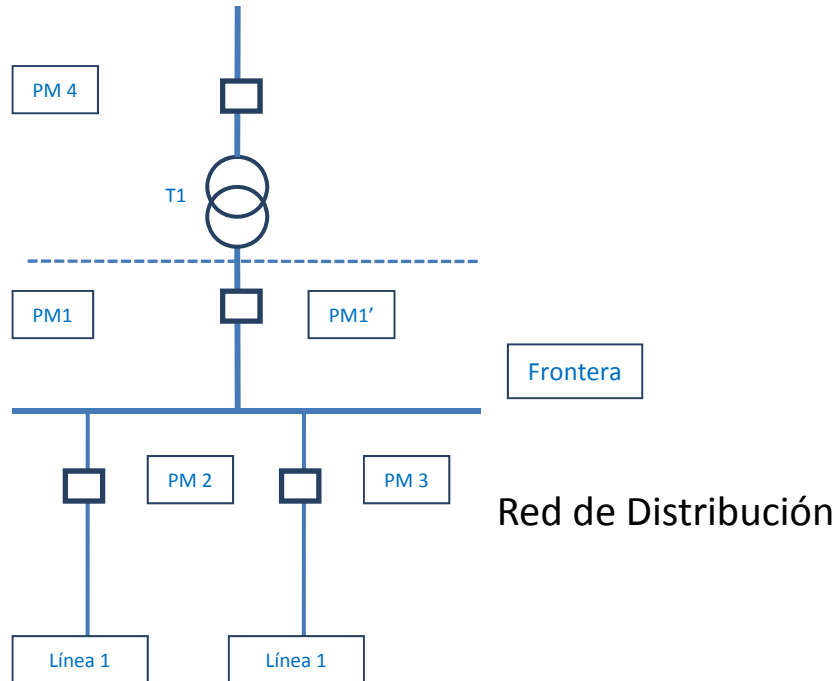 PM 4
T1
PM1
PM1’
Frontera
PM 2
PM 3
Red de Distribución
Línea 1
Línea 1